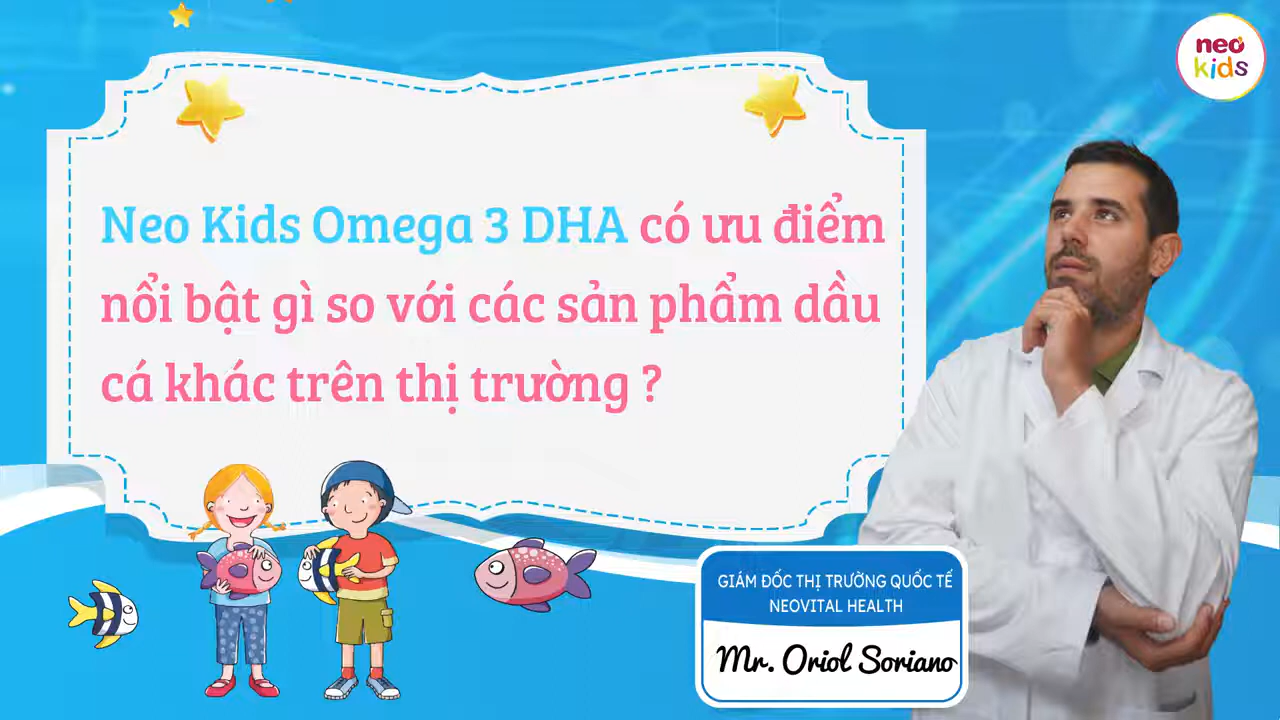 neo
kids
Neo Kids Omega 3 DHA có ưu điểm
nổi bật gì so với các sản phẩm dầu
cá khác trên thị trường ?
GIÁM ĐỐC THỊ TRƯỜNG QUỐC TẾ
NEOVITAL HEALTH
Mr. Oriol Soriano